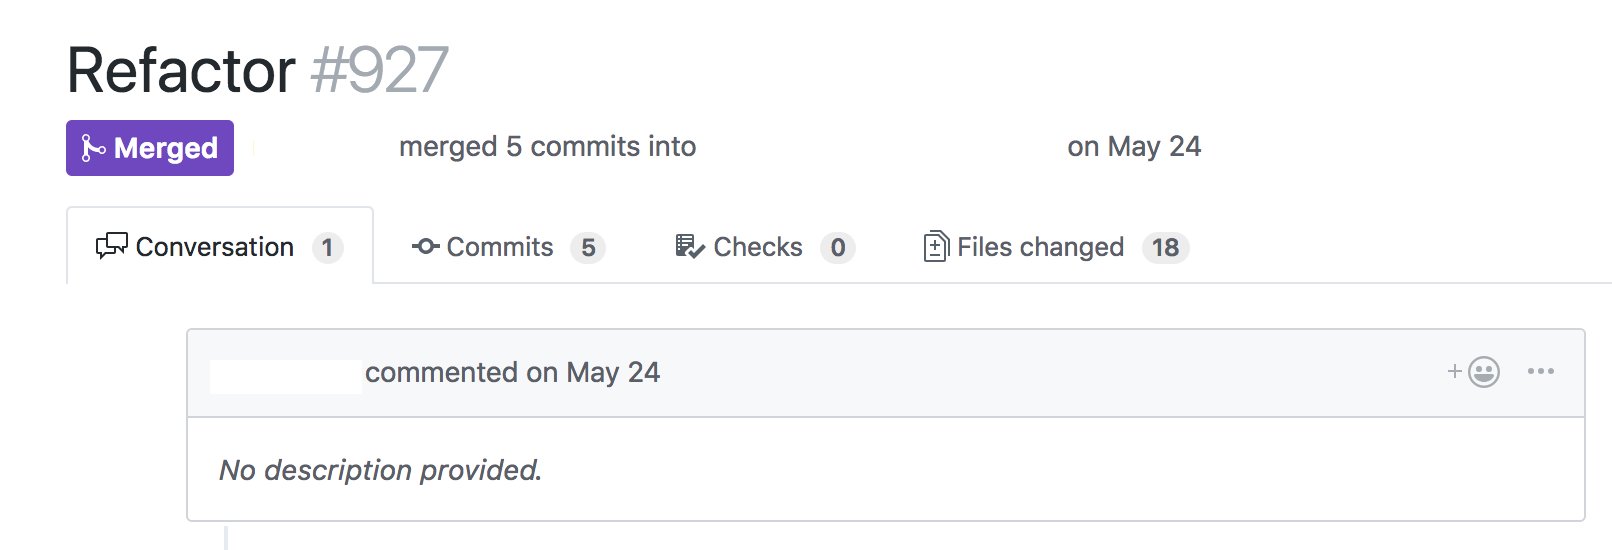 Refactor #927
Merged merged 5 commits into on May 24
Conversation 1 Commits 5 Checks 0 Files changed 18
commented on May 24
No description provided.